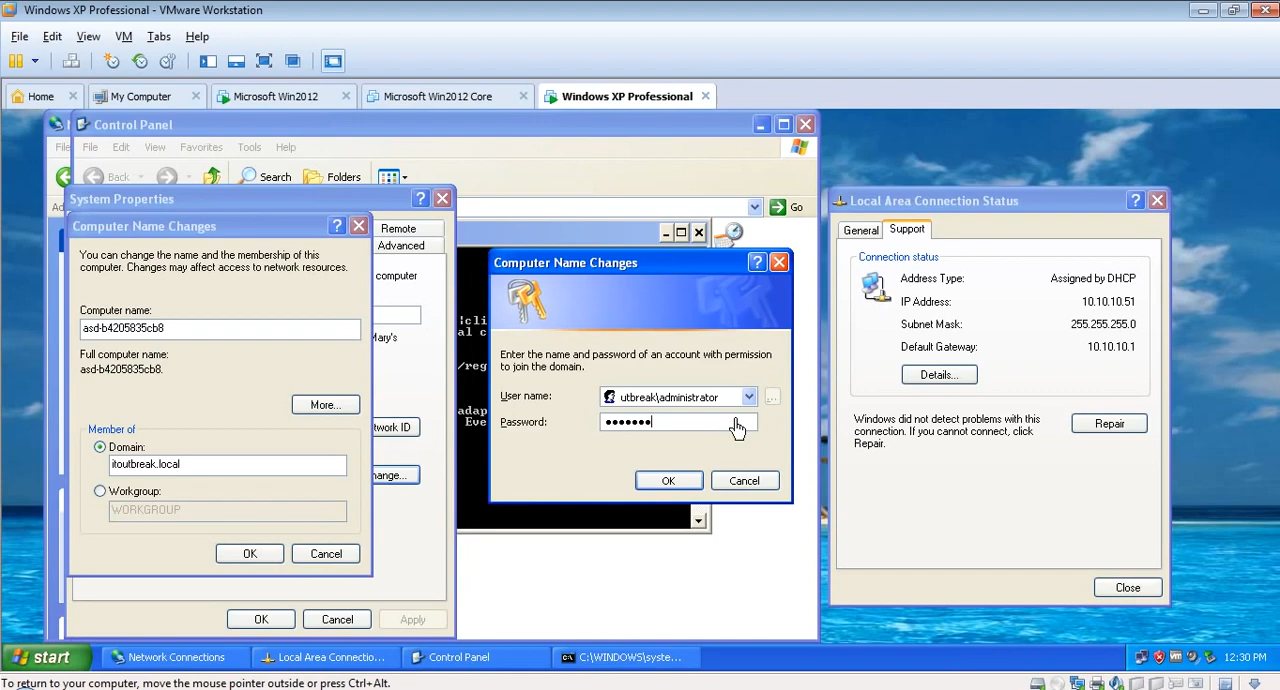 Windows XP Professional - VMware Workstation
File Edit View VM Tabs Help
Home My Computer Microsoft Win2012 Microsoft Win2012 Core Windows XP Professional
Control Panel
File Edit View Favorites Tools Help
Back Search Folders
Go
System Properties
Remote
Advanced
computer
Mary's
Computer Name Changes
You can change the name and the membership of this
computer. Changes may affect access to network resources.
Computer name:
asd-b4205835cb8
Full computer name:
asd-b4205835cb8.
More...
Member of
Domain:
itoutbreak.local
Workgroup:
WORKGROUP
OK Cancel
OK Cancel Apply
Computer Name Changes
Enter the name and password of an account with permission
to join the domain.
User name: utbreak\administrator
Password: •••••••
OK Cancel
Local Area Connection Status
General Support
Connection status
Address Type: Assigned by DHCP
IP Address: 10.10.10.51
Subnet Mask: 255.255.255.0
Default Gateway: 10.10.10.1
Details...
Windows did not detect problems with this
connection. If you cannot connect, click
Repair.
Repair
Close
start Network Connections Local Area Connectio... Control Panel C:\WINDOWS\syste... 12:30 PM
To return to your computer, move the mouse pointer outside or press Ctrl+Alt.